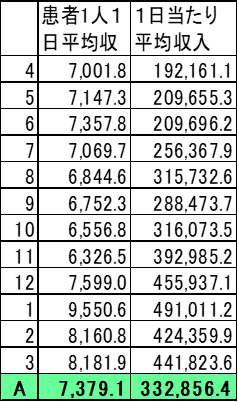 患者1人1日平均収 1日当たり平均収入
4 7,001.8 192,161.1
5 7,147.3 209,655.3
6 7,357.8 209,696.2
7 7,069.7 256,367.9
8 6,844.6 315,732.6
9 6,752.3 288,473.7
10 6,556.8 316,073.5
11 6,326.5 392,985.2
12 7,599.0 455,937.1
1 9,550.6 491,011.2
2 8,160.8 424,359.9
3 8,181.9 441,823.6
A 7,379.1 332,856.4